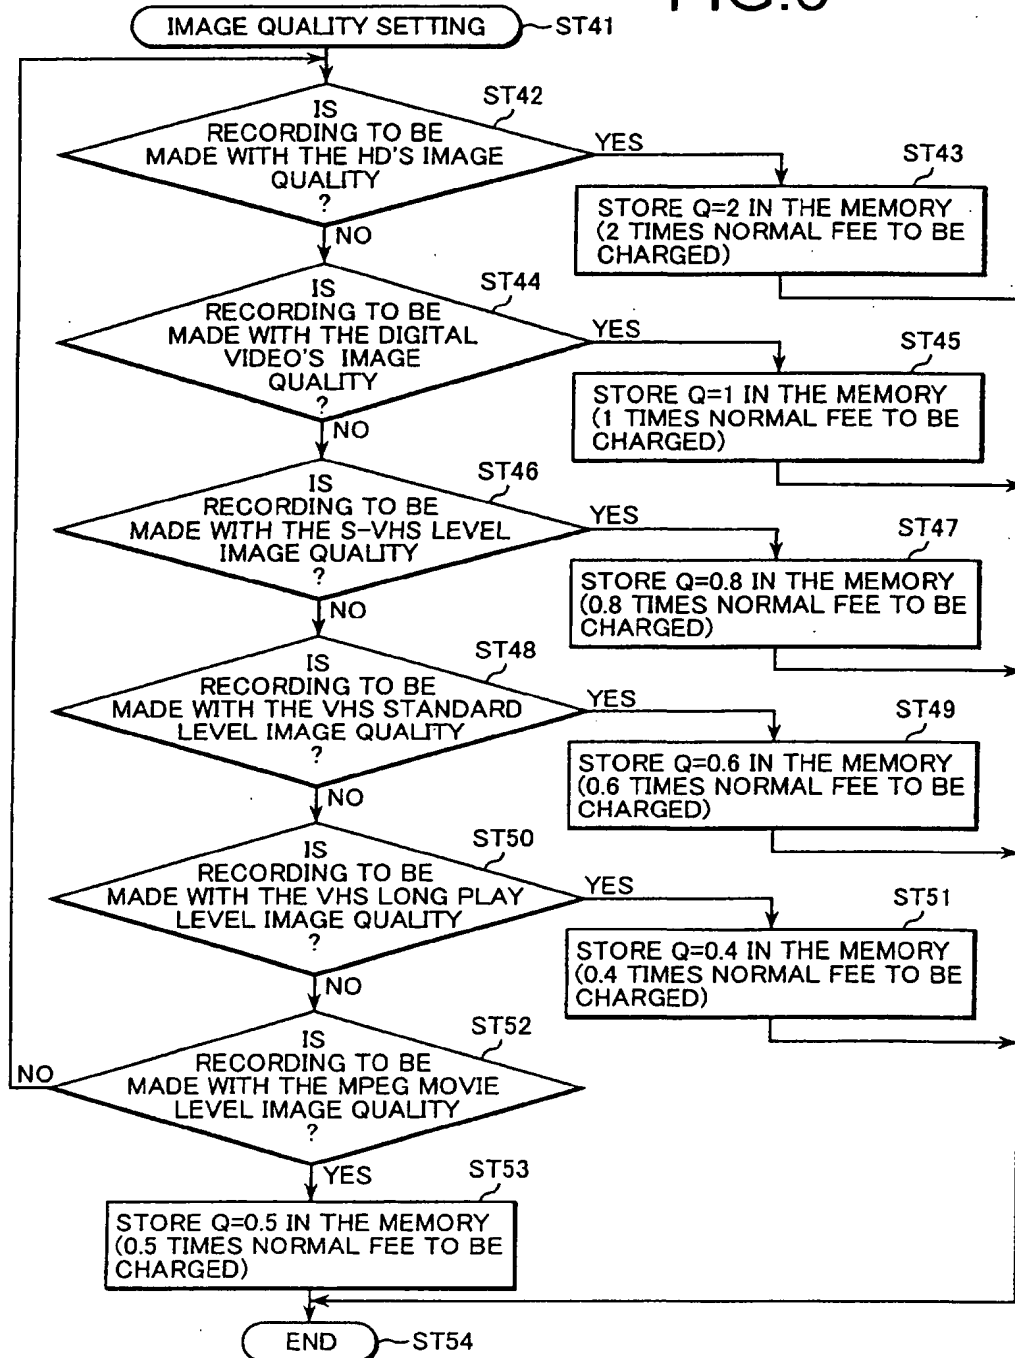 IMAGE QUALITY SETTING
ST41
IS
RECORDING TO BE
MADE WITH THE HD'S IMAGE
QUALITY
?
ST42
YES
NO
ST43
STORE Q=2 IN THE MEMORY
(2 TIMES NORMAL FEE TO BE
CHARGED)
IS
RECORDING TO BE
MADE WITH THE DIGITAL
VIDEO'S IMAGE
QUALITY
?
ST44
YES
NO
ST45
STORE Q=1 IN THE MEMORY
(1 TIMES NORMAL FEE TO BE
CHARGED)
IS
RECORDING TO BE
MADE WITH THE S-VHS LEVEL
IMAGE QUALITY
?
ST46
YES
NO
ST47
STORE Q=0.8 IN THE MEMORY
(0.8 TIMES NORMAL FEE TO BE
CHARGED)
IS
RECORDING TO BE
MADE WITH THE VHS STANDARD
LEVEL IMAGE QUALITY
?
ST48
YES
NO
ST49
STORE Q=0.6 IN THE MEMORY
(0.6 TIMES NORMAL FEE TO BE
CHARGED)
IS
RECORDING TO BE
MADE WITH THE VHS LONG PLAY
LEVEL IMAGE QUALITY
?
ST50
YES
NO
ST51
STORE Q=0.4 IN THE MEMORY
(0.4 TIMES NORMAL FEE TO BE
CHARGED)
IS
RECORDING TO BE
MADE WITH THE MPEG MOVIE
LEVEL IMAGE QUALITY
?
ST52
NO
YES
ST53
STORE Q=0.5 IN THE MEMORY
(0.5 TIMES NORMAL FEE TO BE
CHARGED)
END
ST54